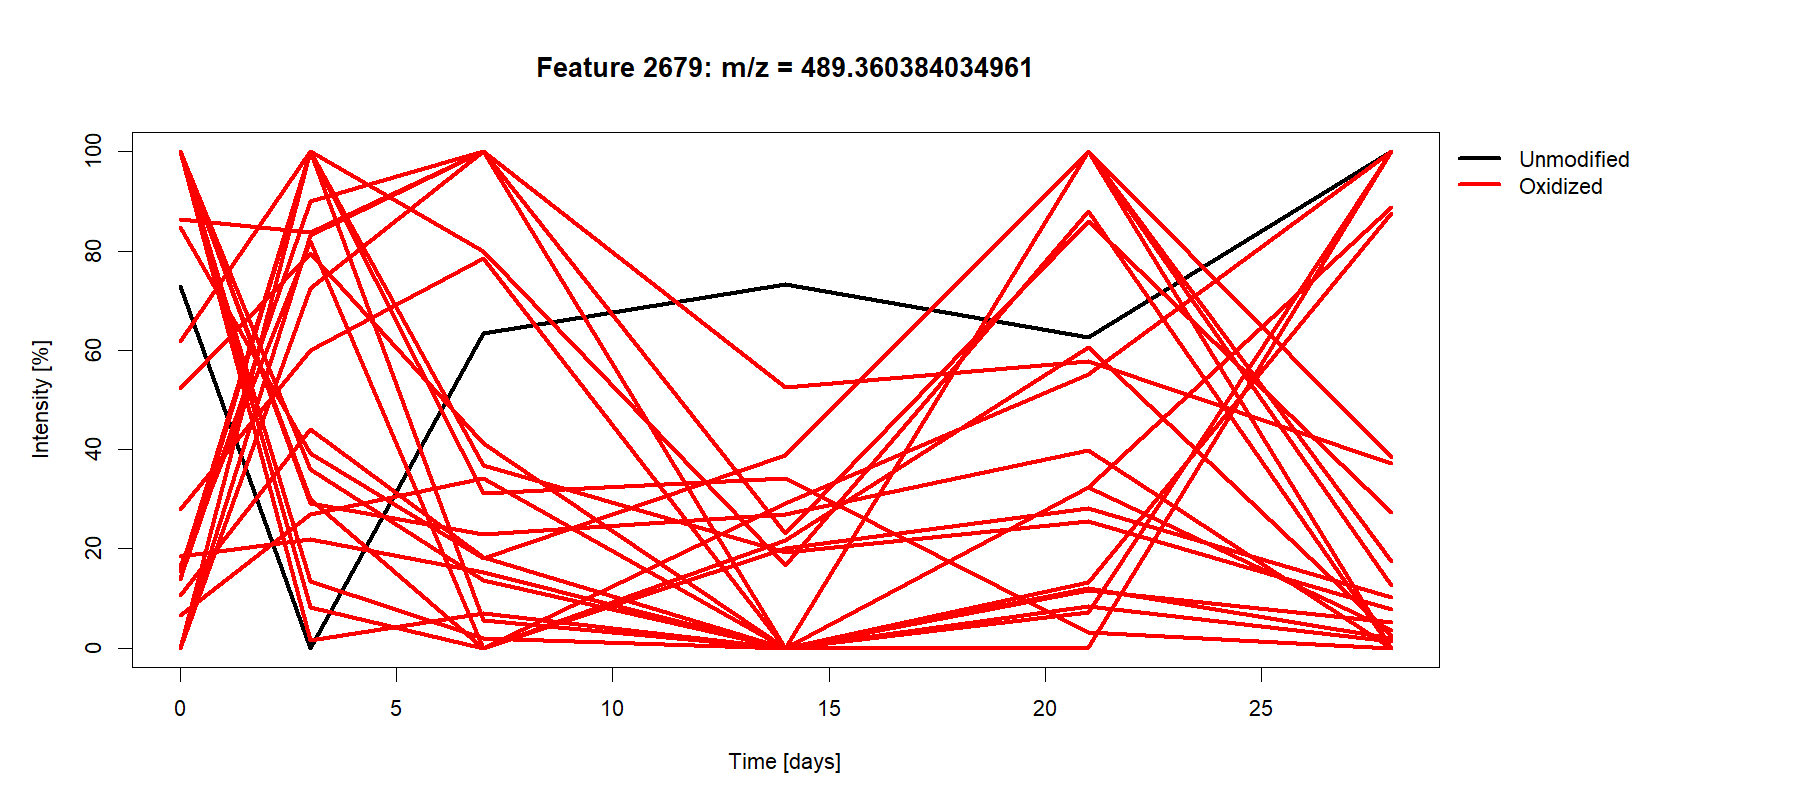 Feature 2679: m/z = 489.360384034961
Unmodified
Oxidized
Intensity [%]
100
80
60
40
20
0
0 5 10 15 20 25
Time [days]